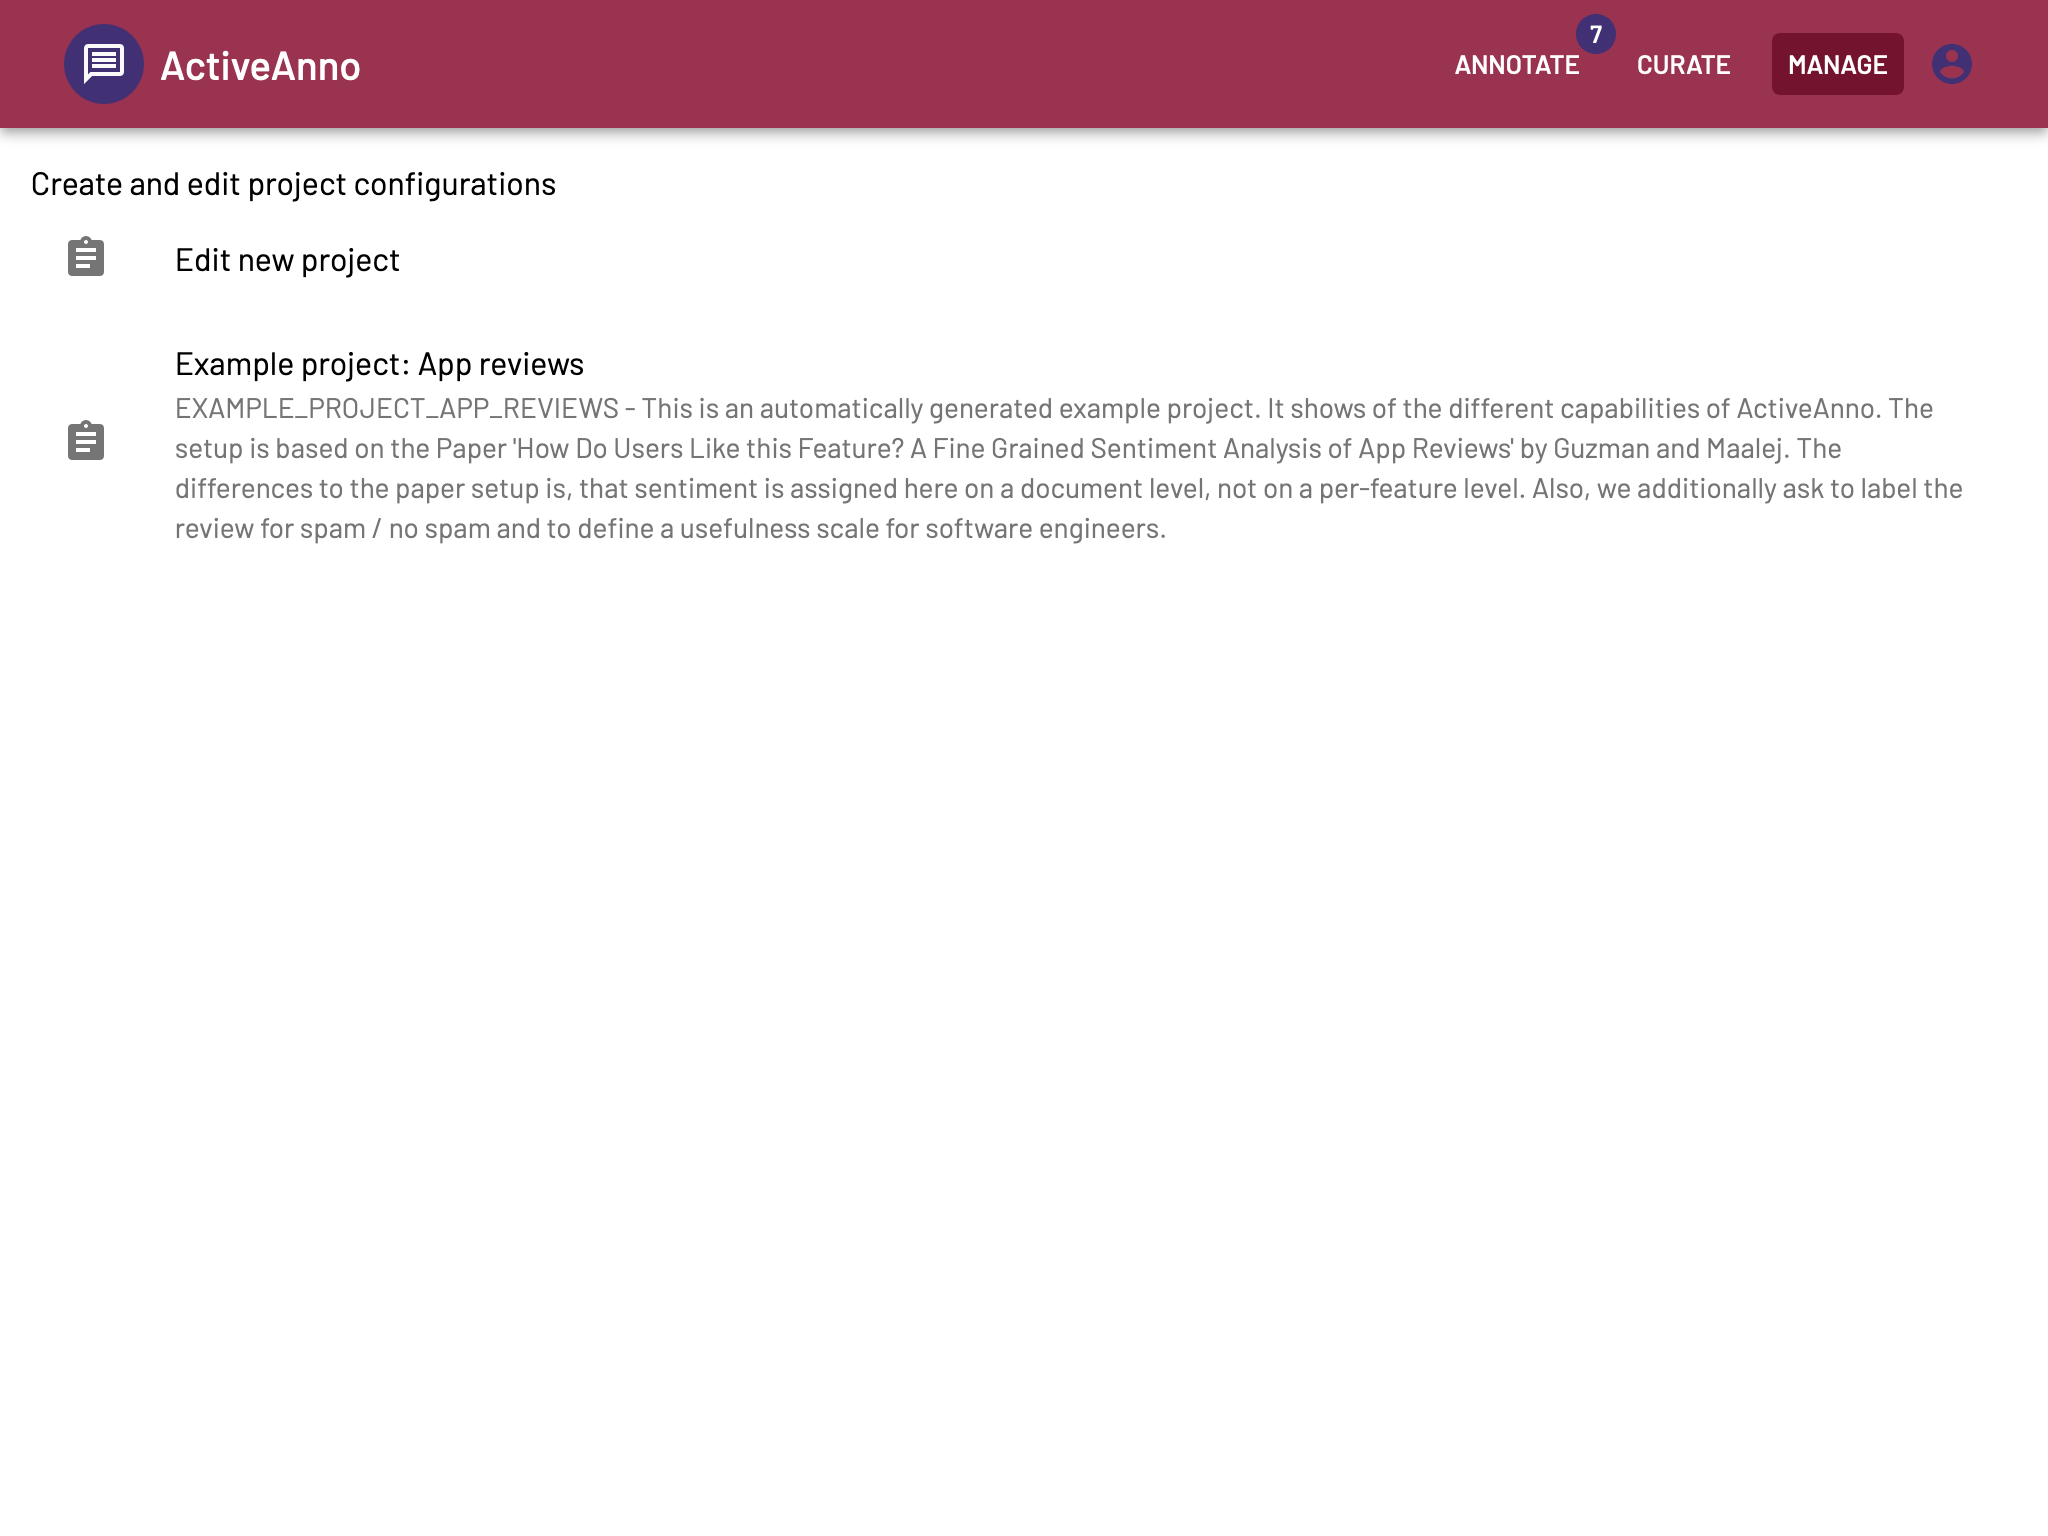 ActiveAnno
ANNOTATE 7 CURATE MANAGE
Create and edit project configurations
Edit new project
Example project: App reviews
EXAMPLE_PROJECT_APP_REVIEWS - This is an automatically generated example project. It shows of the different capabilities of ActiveAnno. The
setup is based on the Paper 'How Do Users Like this Feature? A Fine Grained Sentiment Analysis of App Reviews' by Guzman and Maalej. The
differences to the paper setup is, that sentiment is assigned here on a document level, not on a per-feature level. Also, we additionally ask to label the
review for spam / no spam and to define a usefulness scale for software engineers.